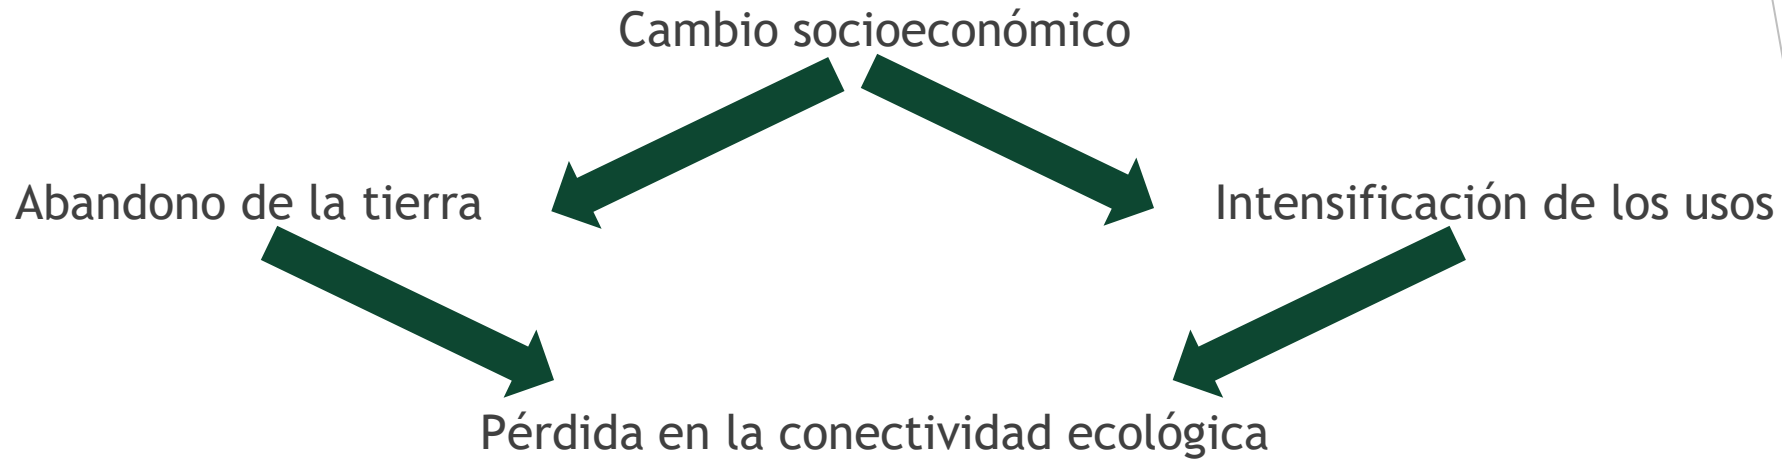 Cambio socioeconómico
Abandono de la tierra
Intensificación de los usos
Pérdida en la conectividad ecológica